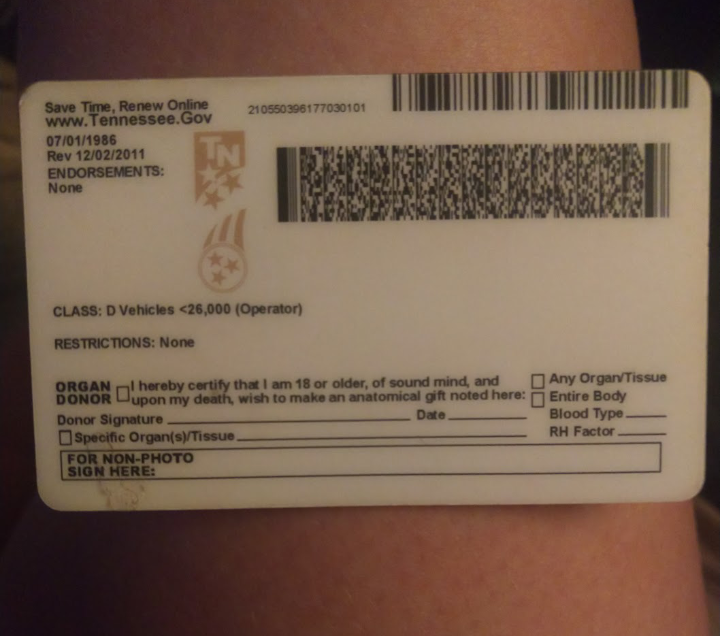 Save Time, Renew Online
www.Tennessee.Gov
210550396177030101
07/01/1986
Rev 12/02/2011
ENDORSEMENTS:
None
TN
CLASS: D Vehicles <26,000 (Operator)
RESTRICTIONS: None
ORGAN DONOR
I hereby certify that I am 18 or older, of sound mind, and
upon my death, wish to make an anatomical gift noted here:
Any Organ/Tissue
Entire Body
Donor Signature Date Blood Type
Specific Organ(s)/Tissue RH Factor
FOR NON-PHOTO
SIGN HERE: